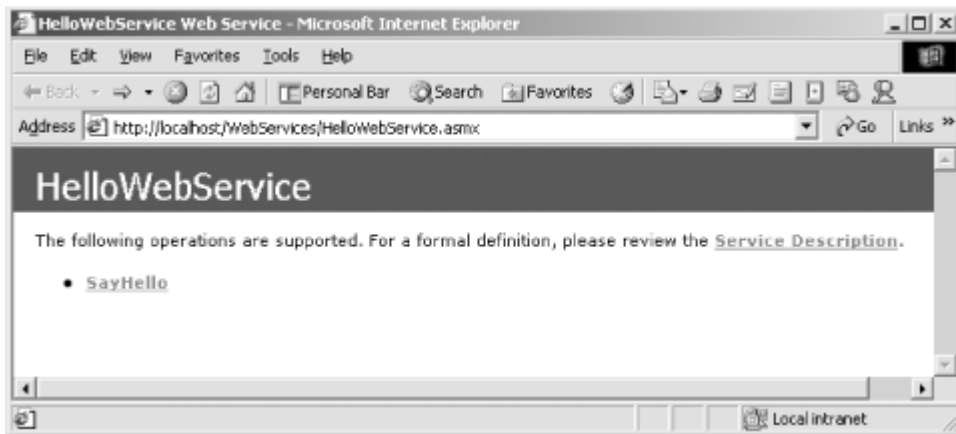 HelloWebService Web Service - Microsoft Internet Explorer
File Edit View Favorites Tools Help
Back Personal Bar Search Favorites
Address http://localhost/WebServices/HelloWebService.asmx Go Links »
HelloWebService
The following operations are supported. For a formal definition, please review the Service Description.
• SayHello
Local intranet